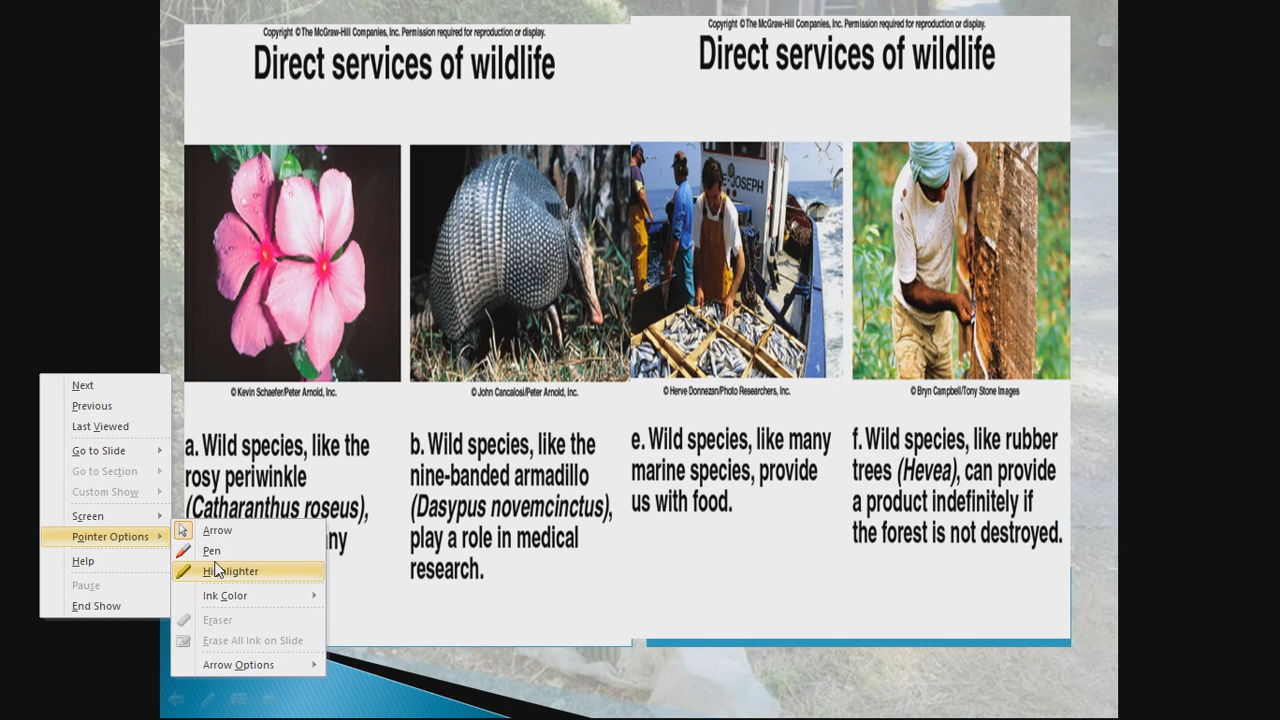 Copyright © The McGraw-Hill Companies, Inc. Permission required for reproduction or display.
Direct services of wildlife
Copyright © The McGraw-Hill Companies, Inc. Permission required for reproduction or display.
Direct services of wildlife
E-JOSEPH
© Kevin Schaefer/Peter Arnold, Inc.
© John Cancalosi/Peter Arnold, Inc.
© Herve Donnezan/Photo Researchers, Inc.
© Bryn Campbell/Tony Stone Images
a. Wild species, like the
rosy periwinkle
(Catharanthus roseus),
ny
b. Wild species, like the
nine-banded armadillo
(Dasypus novemcinctus),
play a role in medical
research.
e. Wild species, like many
marine species, provide
us with food.
f. Wild species, like rubber
trees (Hevea), can provide
a product indefinitely if
the forest is not destroyed.
Next
Previous
Last Viewed
Go to Slide
Go to Section
Custom Show
Screen
Pointer Options
Help
Pause
End Show
Arrow
Pen
Highlighter
Ink Color
Eraser
Erase All Ink on Slide
Arrow Options